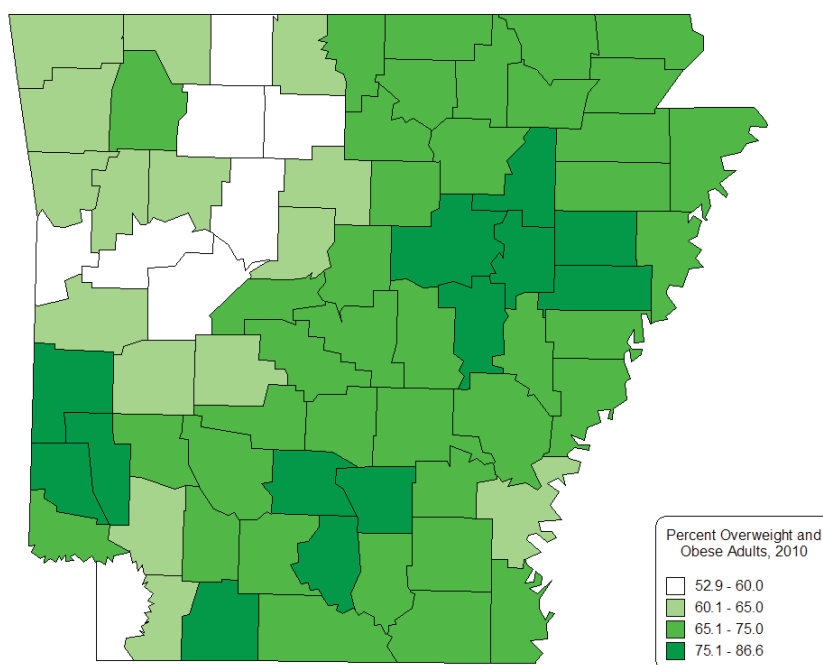 Percent Overweight and
Obese Adults, 2010
52.9 - 60.0
60.1 - 65.0
65.1 - 75.0
75.1 - 86.6